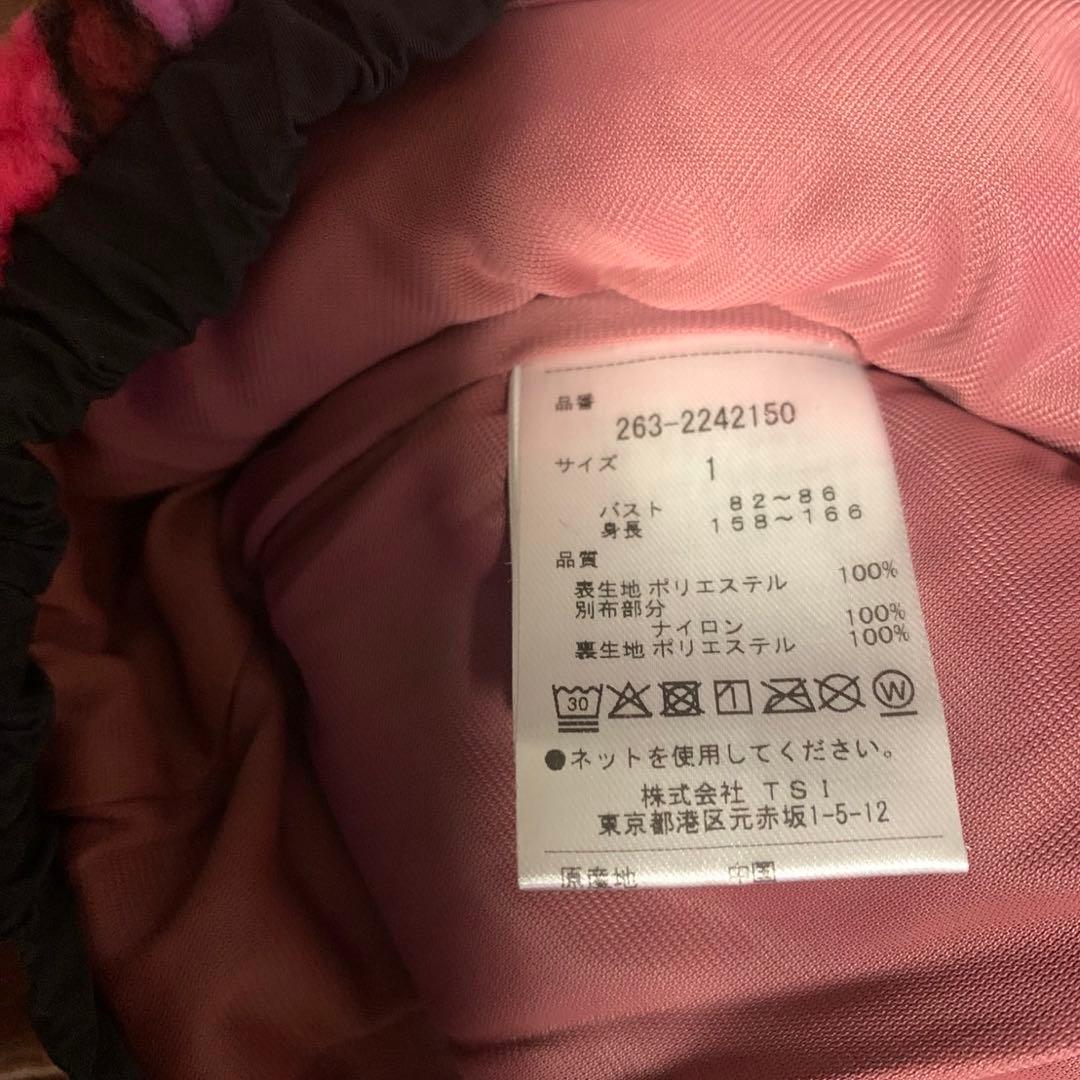 品番
263-2242150
サイズ 1
バスト 82～86
身長 158～166
品質
表生地 ポリエステル 100%
別布部分
ナイロン 100%
裏生地 ポリエステル 100%
30 1 W
●ネットを使用してください。
株式会社 TSI
東京都港区元赤坂1-5-12
原産地 中国